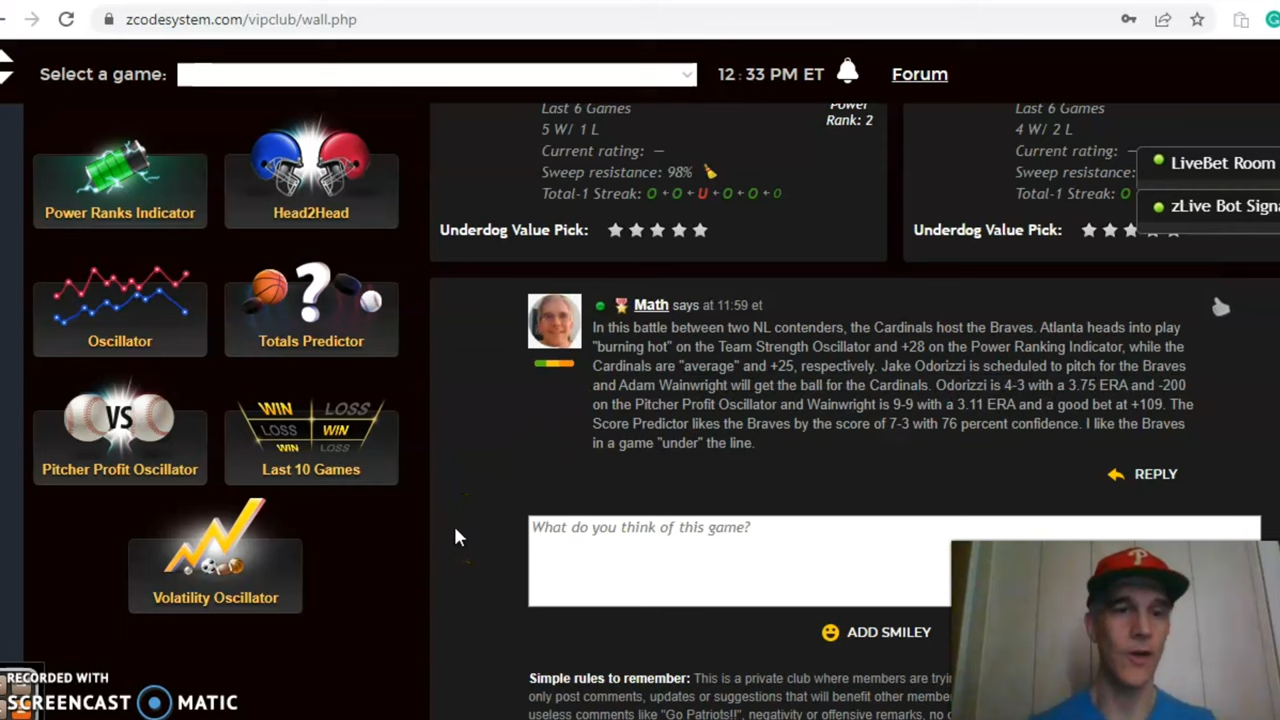 zcodesystem.com/vipclub/wall.php
Select a game:
12:33 PM ET
Forum
Power Ranks Indicator
Head2Head
Oscillator
Totals Predictor
VS
Pitcher Profit Oscillator
WIN LOSS
LOSS WIN
WIN LOSS
Last 10 Games
Volatility Oscillator
Last 6 Games
5 W/ 1 L
Power
Rank: 2
Current rating: —
Sweep resistance: 98%
Total-1 Streak: O ← O ← U ← O ← O ← O
Underdog Value Pick:
Last 6 Games
4 W/ 2 L
Current rating: —
Sweep resistance:
Total-1 Streak: O
Underdog Value Pick:
LiveBet Room
zLive Bot Signa
Math says at 11:59 et
In this battle between two NL contenders, the Cardinals host the Braves. Atlanta heads into play
"burning hot" on the Team Strength Oscillator and +28 on the Power Ranking Indicator, while the
Cardinals are "average" and +25, respectively. Jake Odorizzi is scheduled to pitch for the Braves
and Adam Wainwright will get the ball for the Cardinals. Odorizzi is 4-3 with a 3.75 ERA and -200
on the Pitcher Profit Oscillator and Wainwright is 9-9 with a 3.11 ERA and a good bet at +109. The
Score Predictor likes the Braves by the score of 7-3 with 76 percent confidence. I like the Braves
in a game "under" the line.
REPLY
What do you think of this game?
ADD SMILEY
Simple rules to remember: This is a private club where members are tryin
only post comments, updates or suggestions that will benefit other membe
useless comments like "Go Patriots!!", negativity or offensive remarks, no
RECORDED WITH
SCREENCAST MATIC
P